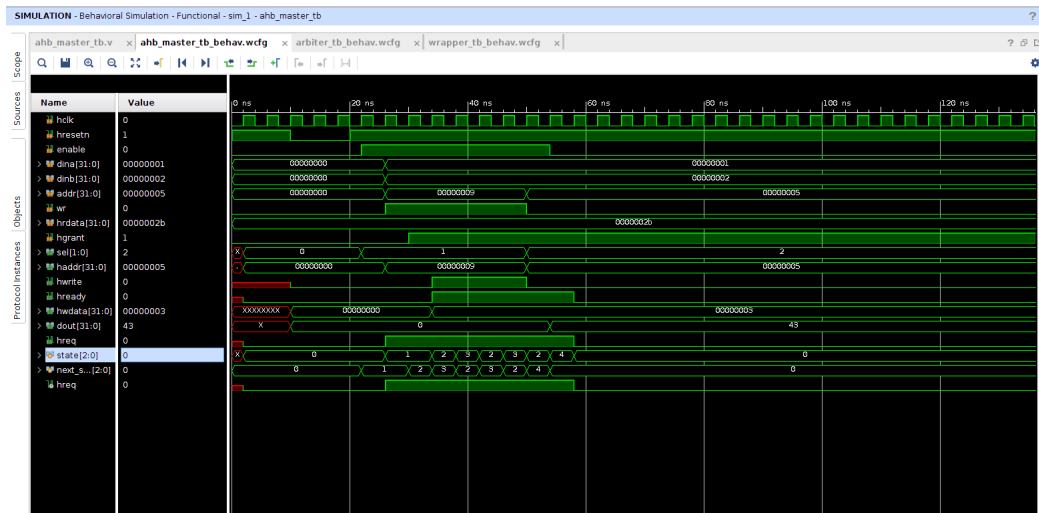 SIMULATION - Behavioral Simulation - Functional - sim_1 - ahb_master_tb ?
ahb_master_tb.v × ahb_master_tb_behav.wcfg × arbiter_tb_behav.wcfg × wrapper_tb_behav.wcfg × ?
Scope
Sources
Objects
Protocol Instances
Name Value 0 ns 20 ns 40 ns 60 ns 80 ns 100 ns 120 ns
hclk 0
hresetn 1
enable 0
dina[31:0] 00000001 00000000 00000001
dinb[31:0] 00000002 00000000 00000002
addr[31:0] 00000005 00000000 00000009 00000005
wr 0
hrdata[31:0] 0000002b 0000002b
hgrant 1
sel[1:0] 2 X 0 1 2
haddr[31:0] 00000005 00000000 00000009 00000005
hwrite 0
hready 0
hwdata[31:0] 00000003 XXXXXXXX 00000000 00000003
dout[31:0] 43 X 0 43
hreq 0
state[2:0] 0 X 0 1 2 3 2 3 2 4 0
next_s...[2:0] 0 0 1 2 3 2 3 2 4 0
hreq 0